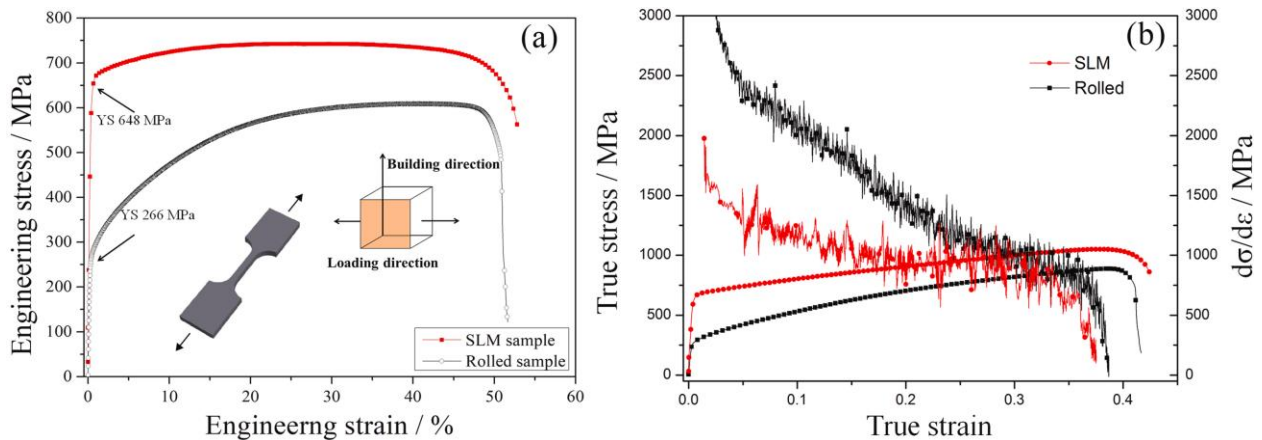 (a)
Engineering stress / MPa
800
700
600
500
400
300
200
100
0
YS 648 MPa
YS 266 MPa
Building direction
Loading direction
SLM sample
Rolled sample
0 10 20 30 40 50 60
Engineerng strain / %
(b)
True stress / MPa
3000
2500
2000
1500
1000
500
0
SLM
Rolled
3000
2500
2000
1500
1000
500
0
dσ/dε / MPa
0.0 0.1 0.2 0.3 0.4
True strain